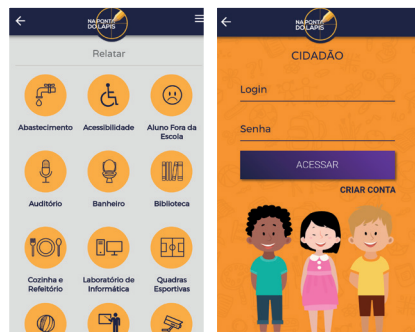 NA PONTA
DO LÁPIS
Relatar
Abastecimento
Acessibilidade
Aluno Fora da
Escola
Auditório
Banheiro
Biblioteca
Cozinha e
Refeitório
Laboratório de
Informática
Quadras
Esportivas
NA PONTA
DO LÁPIS
CIDADÃO
Login
Senha
ACESSAR
CRIAR CONTA